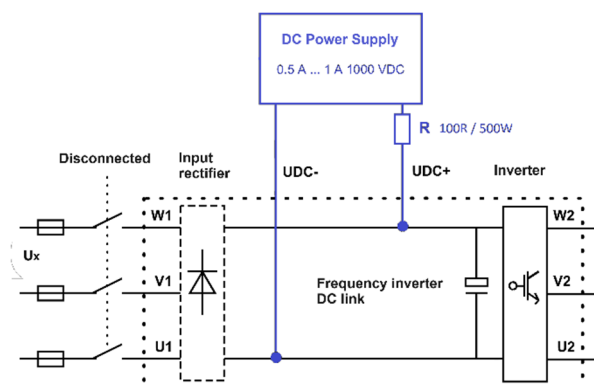 DC Power Supply
0.5 A ... 1 A 1000 VDC
R 100R / 500W
Disconnected
Input
rectifier
UDC-
UDC+
Inverter
W1
W2
Ux
V1
Frequency inverter
DC link
V2
U1
U2